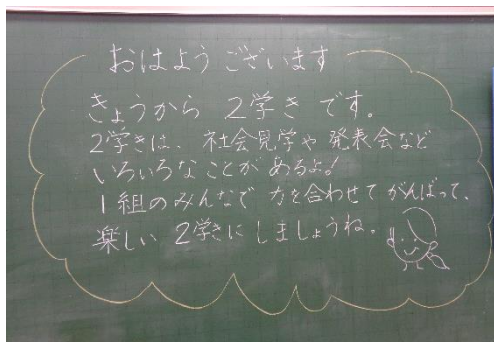 おはようございます
きょうから 2学き です。
2学きは、社会見学や 発表会など
いろいろなことが あるよ!
1組のみんなで 力を合わせて がんばって、
楽しい 2学きに しましょうね。